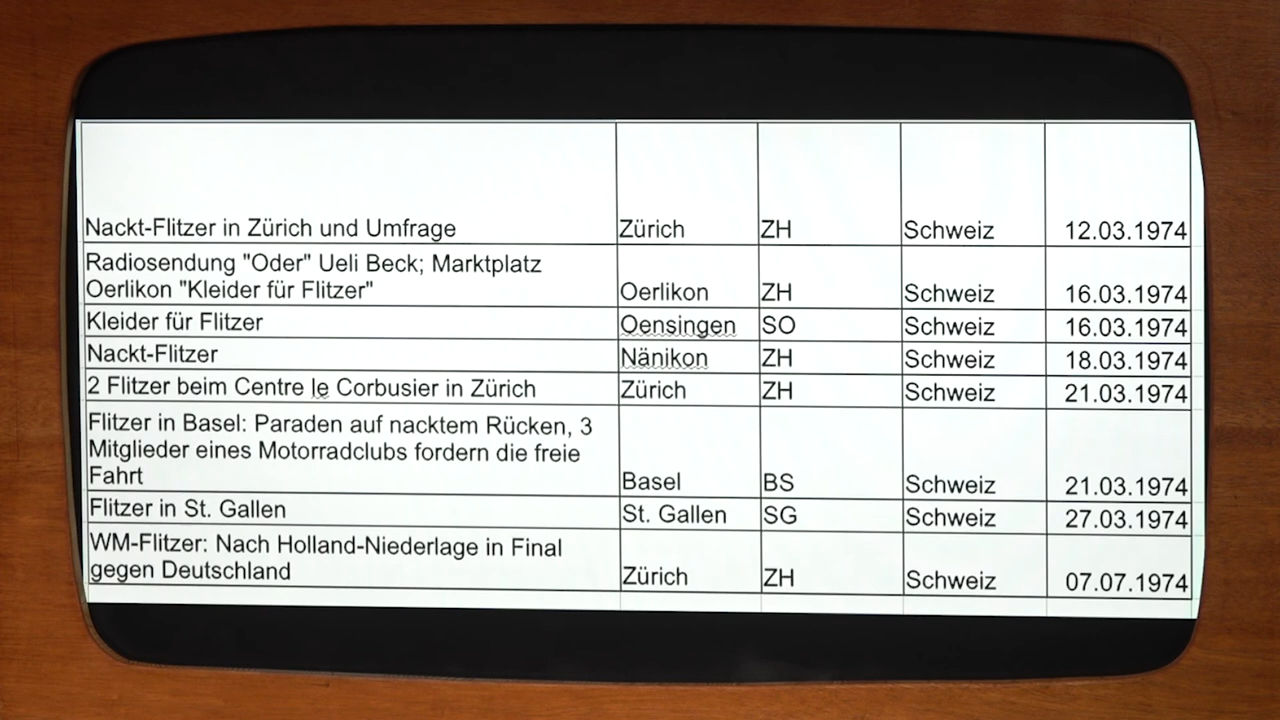 Nackt-Flitzer in Zürich und Umfrage Zürich ZH Schweiz 12.03.1974
Radiosendung "Oder" Ueli Beck; Marktplatz
Oerlikon "Kleider für Flitzer" Oerlikon ZH Schweiz 16.03.1974
Kleider für Flitzer Oensingen SO Schweiz 16.03.1974
Nackt-Flitzer Nänikon ZH Schweiz 18.03.1974
2 Flitzer beim Centre le Corbusier in Zürich Zürich ZH Schweiz 21.03.1974
Flitzer in Basel: Paraden auf nacktem Rücken, 3
Mitglieder eines Motorradclubs fordern die freie
Fahrt Basel BS Schweiz 21.03.1974
Flitzer in St. Gallen St. Gallen SG Schweiz 27.03.1974
WM-Flitzer: Nach Holland-Niederlage in Final
gegen Deutschland Zürich ZH Schweiz 07.07.1974